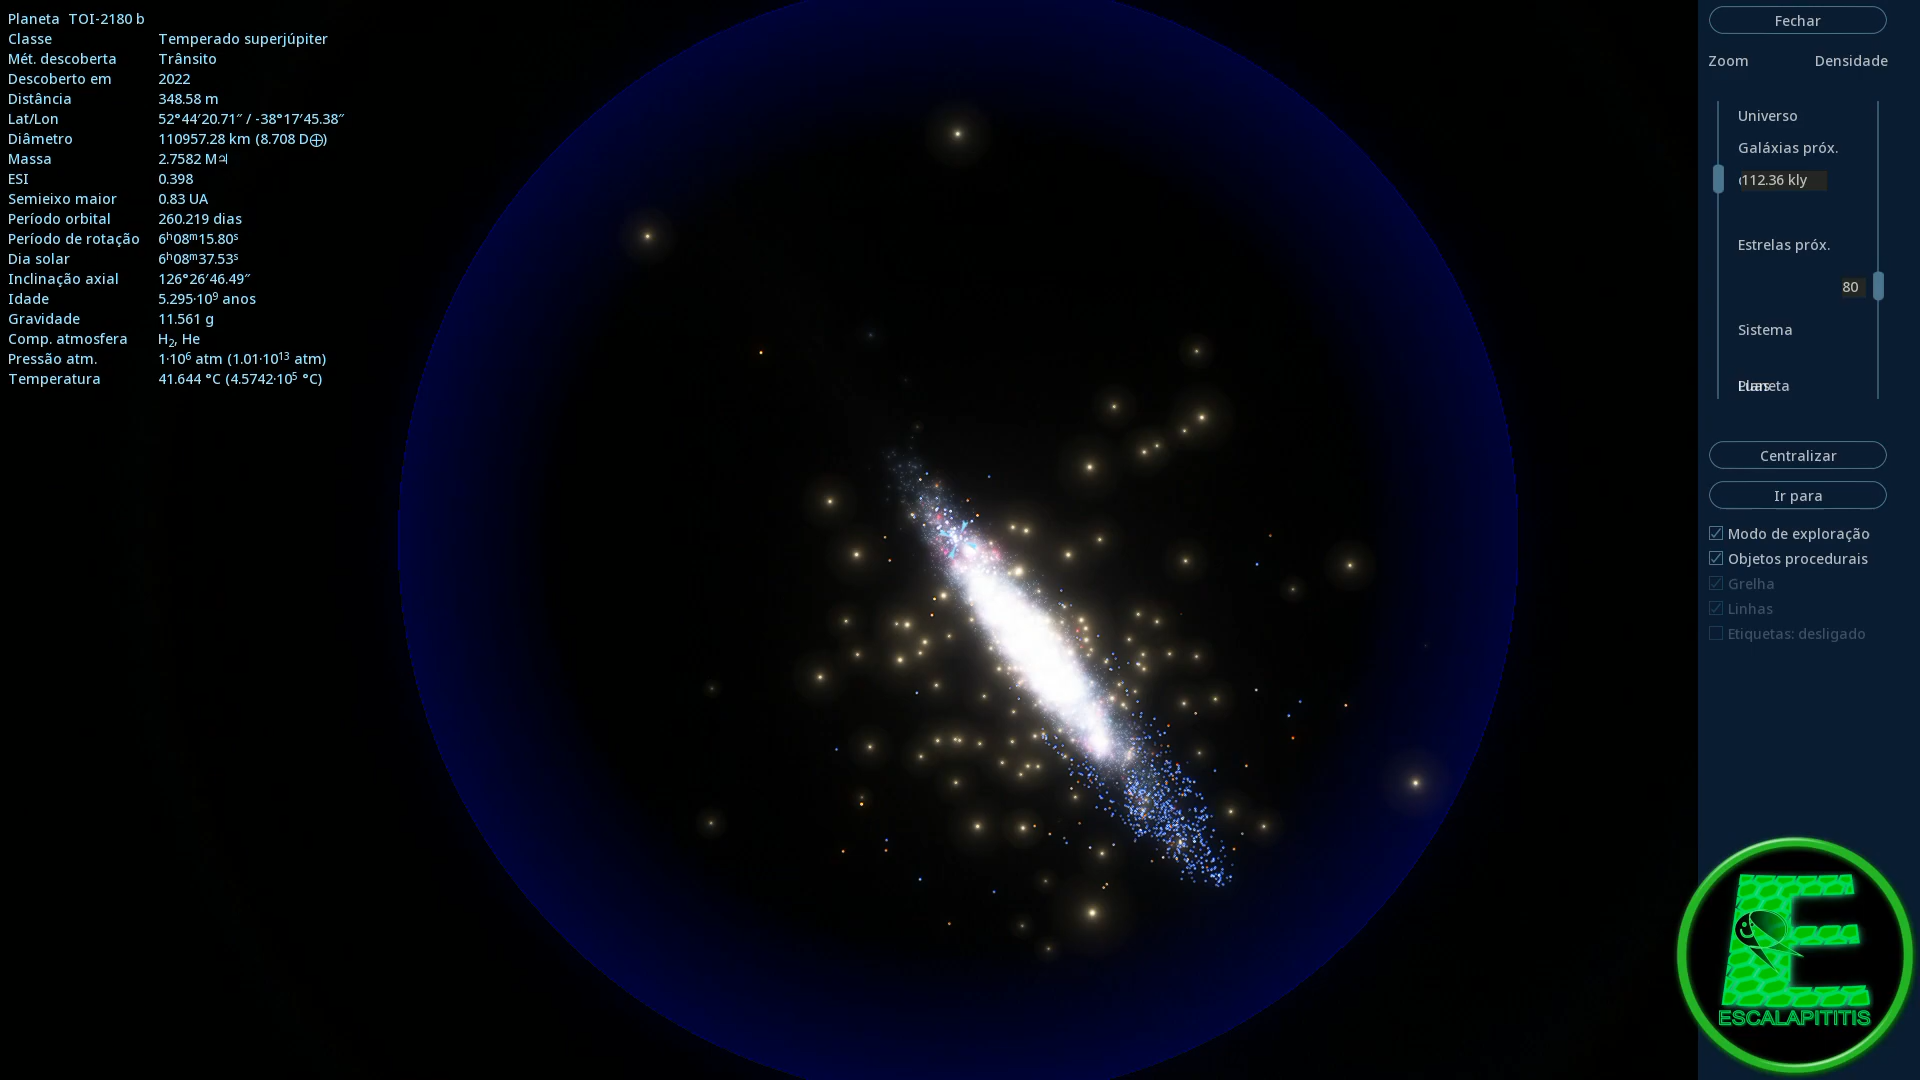 Planeta TOI-2180 b
Classe Temperado superjúpiter
Mét. descoberta Trânsito
Descoberto em 2022
Distância 348.58 m
Lat/Lon 52°44′20.71″ / -38°17′45.38″
Diâmetro 110957.28 km (8.708 D⊕)
Massa 2.7582 M♃
ESI 0.398
Semieixo maior 0.83 UA
Período orbital 260.219 dias
Período de rotação 6ʰ08ᵐ15.80ˢ
Dia solar 6ʰ08ᵐ37.53ˢ
Inclinação axial 126°26′46.49″
Idade 5.295·10⁹ anos
Gravidade 11.561 g
Comp. atmosfera H₂, He
Pressão atm. 1·10⁶ atm (1.01·10¹³ atm)
Temperatura 41.644 °C (4.5742·10⁵ °C)
Fechar
Zoom Densidade
Universo
Galáxias próx.
112.36 kly
Estrelas próx.
80
Sistema
Planeta
Centralizar
Ir para
Modo de exploração
Objetos procedurais
Grelha
Linhas
Etiquetas: desligado
E
ESCALAPITITIS